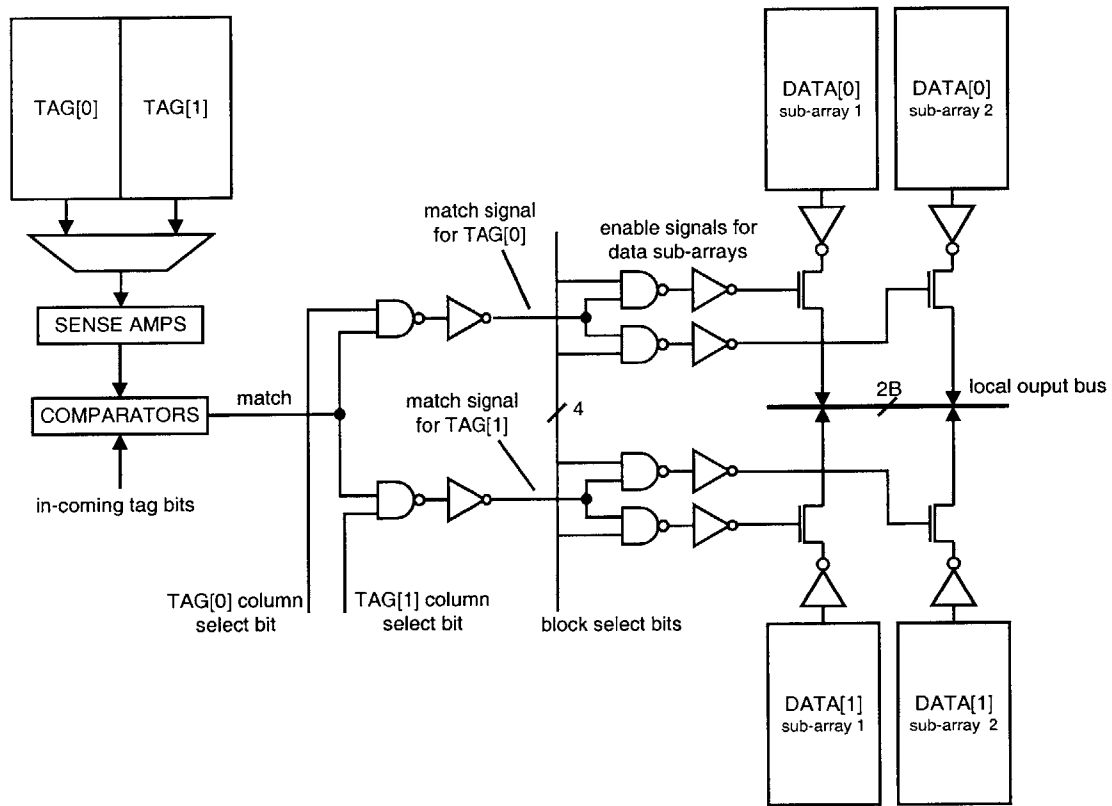 TAG[0]
TAG[1]
DATA[0]
sub-array 1
DATA[0]
sub-array 2
match signal
for TAG[0]
enable signals for
data sub-arrays
SENSE AMPS
COMPARATORS
match
match signal
for TAG[1]
4
2B
local ouput bus
in-coming tag bits
TAG[0] column
select bit
TAG[1] column
select bit
block select bits
DATA[1]
sub-array 1
DATA[1]
sub-array 2